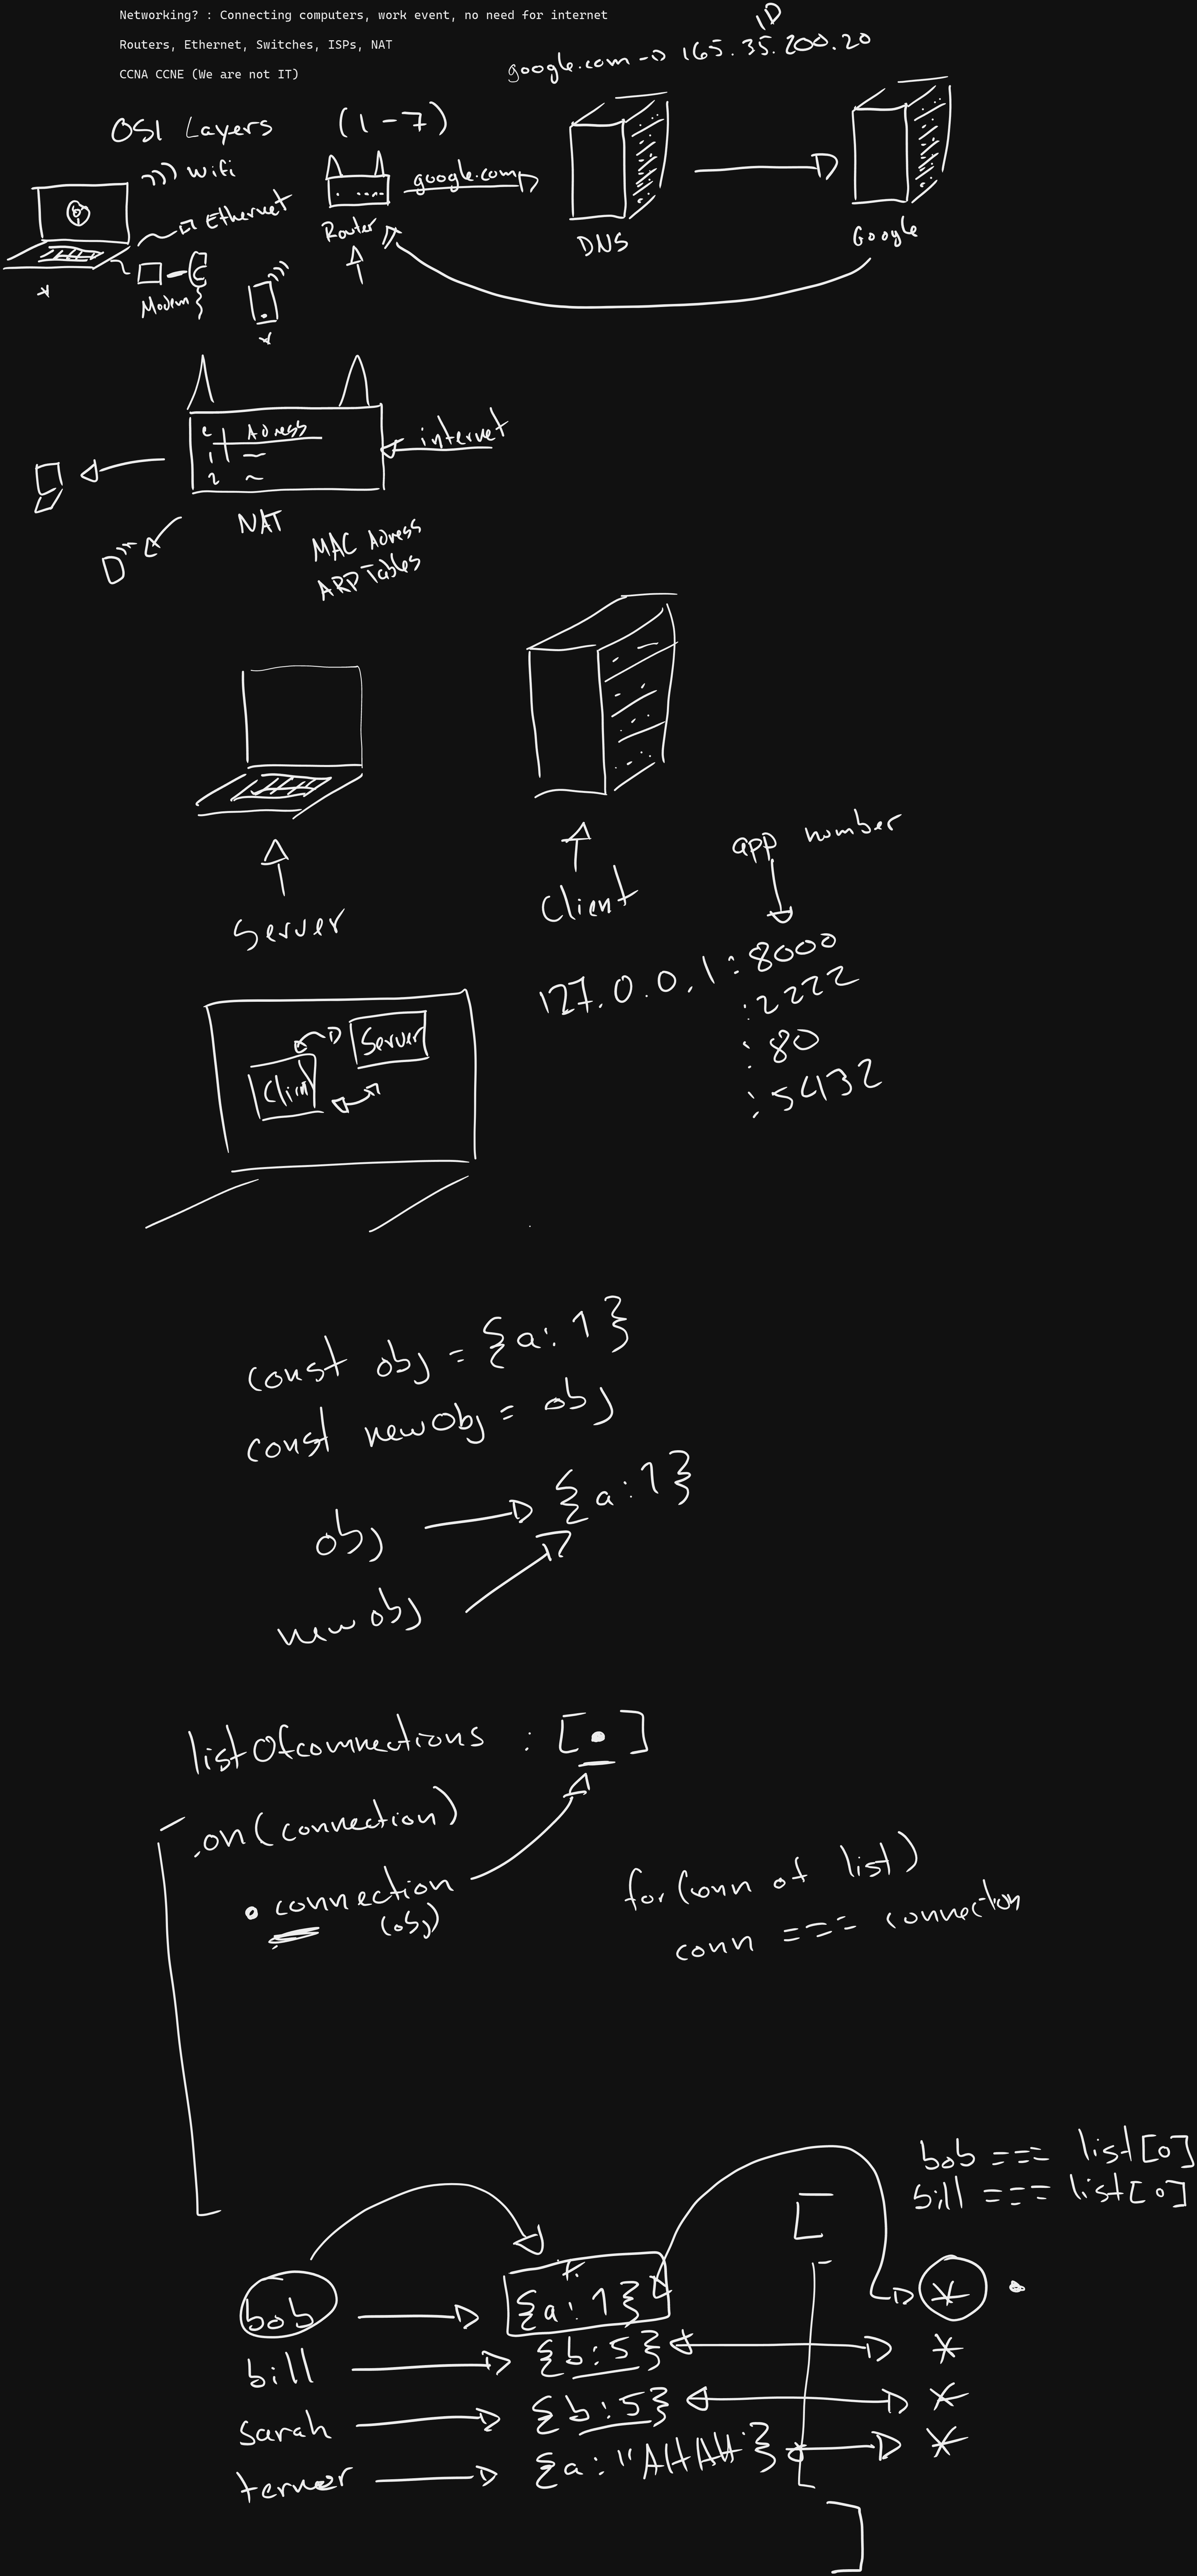 Networking? : Connecting computers, work event, no need for internet
Routers, Ethernet, Switches, ISPs, NAT
CCNA CCNE (We are not IT)
ID
google.com → 165.35.200.20
OSI Layers (1-7)
wifi
Ethernet
Modem
Router
google.com
DNS
Google
Adress
1
2
internet
NAT
MAC Adress
ARP Tables
Server
Client
app number
127.0.0.1 : 8000
: 2222
: 80
: 5432
Server
Client
const obj = {a: 1}
const newObj = obj
obj → {a: 1}
new obj
listOfconnections : [•]
.on(connection)
• connection
(obj)
for(conn of list)
conn === connection
bob === list[0]
bill === list[0]
[
bob → {a: 1} *
bill → {b: 5} *
sarah → {b: 5} *
→ {a: "AHAH"} *
]